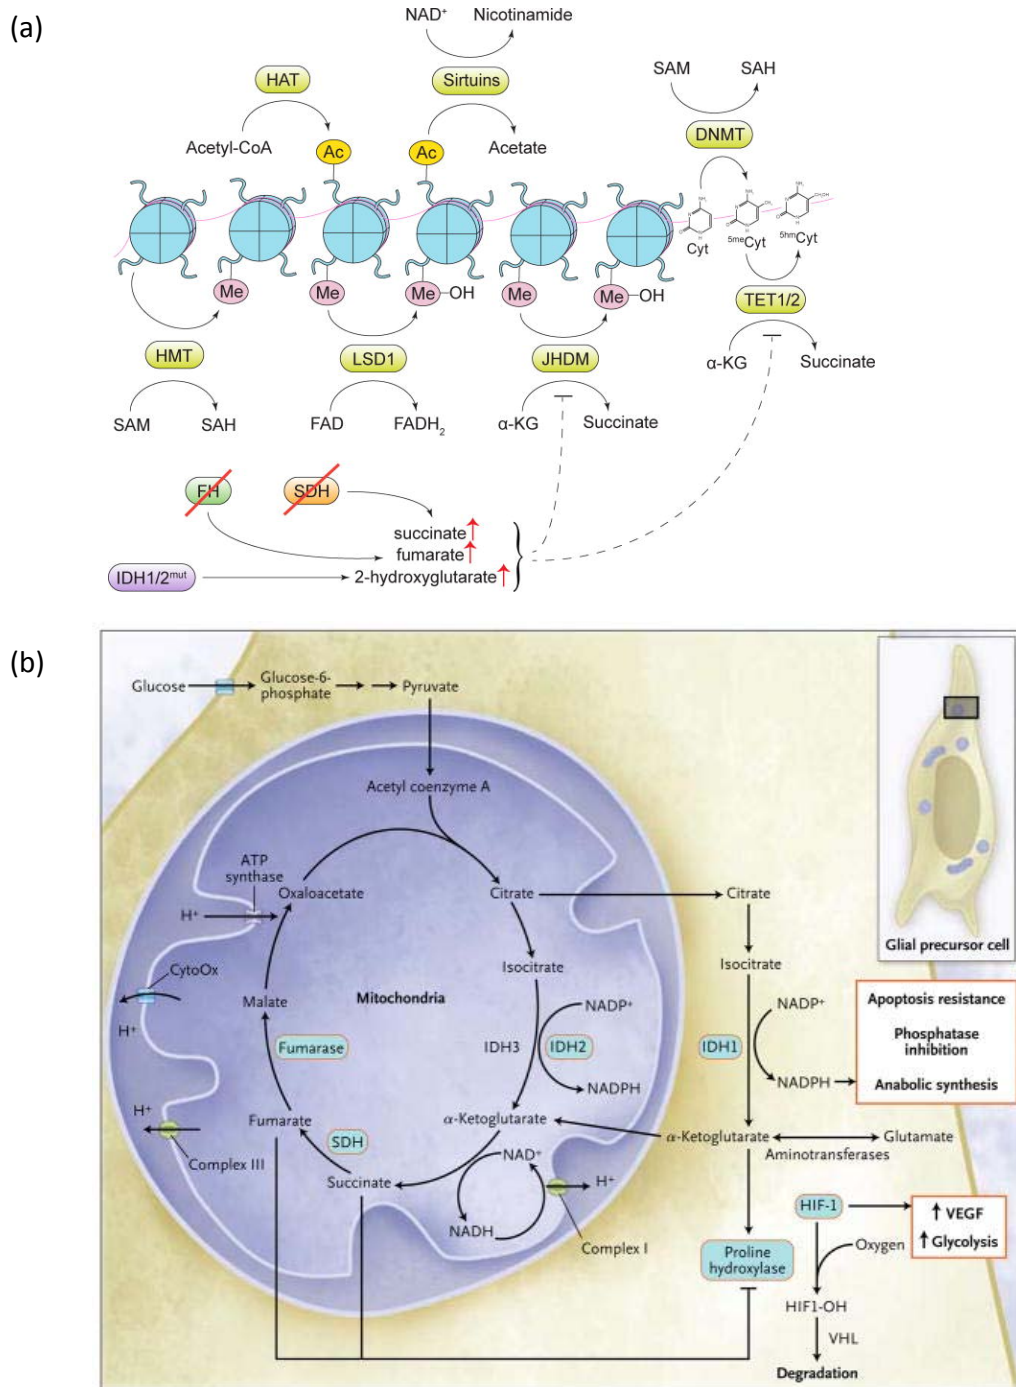 (a)
NAD⁺ Nicotinamide
HAT
Sirtuins
SAM SAH
Acetyl-CoA
Ac
Ac
Acetate
DNMT
Cyt
⁵ᵐᵉCyt
⁵ʰᵐCyt
Me
Me
Me
OH
Me
Me
OH
TET1/2
HMT
LSD1
JHDM
α-KG
Succinate
SAM SAH
FAD FADH₂
α-KG Succinate
FH
SDH
succinate
fumarate
IDH1/2ᵐᵘᵗ
2-hydroxyglutarate
(b)
Glucose
Glucose-6-
phosphate
Pyruvate
Acetyl coenzyme A
ATP
synthase
Oxaloacetate
Citrate
Citrate
H⁺
Glial precursor cell
CytoOx
Isocitrate
Isocitrate
H⁺
Malate
Mitochondria
NADP⁺
NADP⁺
Apoptosis resistance
Phosphatase
inhibition
Anabolic synthesis
Fumarase
IDH3
IDH2
IDH1
NADPH
NADPH
H⁺
Fumarate
α-Ketoglutarate
α-Ketoglutarate
Glutamate
Aminotransferases
SDH
Complex III
Succinate
NAD⁺
H⁺
NADH
Complex I
HIF-1
VEGF
Glycolysis
Oxygen
Proline
hydroxylase
HIF1-OH
VHL
Degradation